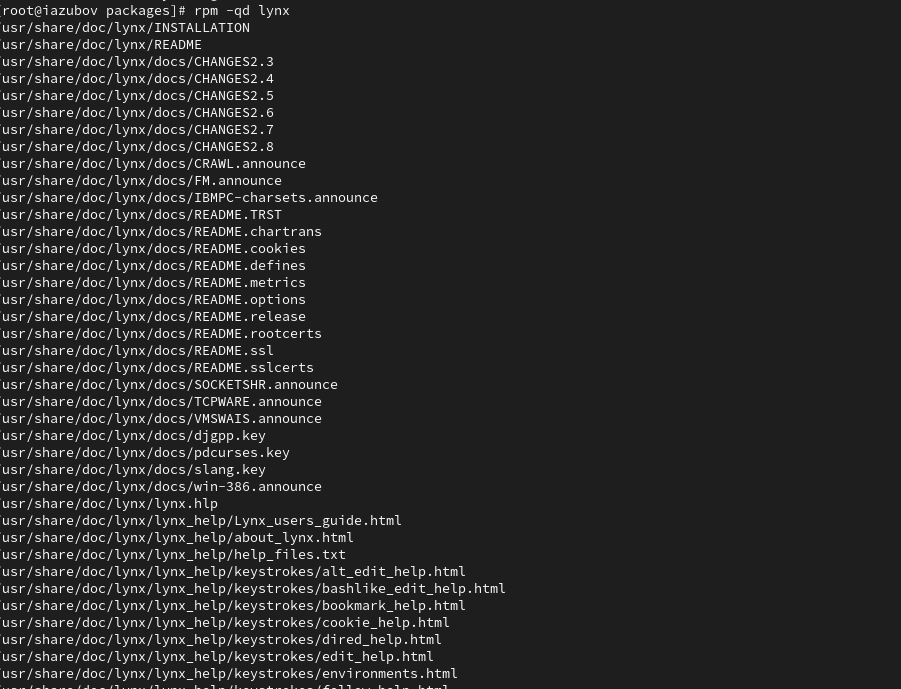 [root@iazubov packages]# rpm -qd lynx
/usr/share/doc/lynx/INSTALLATION
/usr/share/doc/lynx/README
/usr/share/doc/lynx/docs/CHANGES2.3
/usr/share/doc/lynx/docs/CHANGES2.4
/usr/share/doc/lynx/docs/CHANGES2.5
/usr/share/doc/lynx/docs/CHANGES2.6
/usr/share/doc/lynx/docs/CHANGES2.7
/usr/share/doc/lynx/docs/CHANGES2.8
/usr/share/doc/lynx/docs/CRAWL.announce
/usr/share/doc/lynx/docs/FM.announce
/usr/share/doc/lynx/docs/IBMPC-charsets.announce
/usr/share/doc/lynx/docs/README.TRST
/usr/share/doc/lynx/docs/README.chartrans
/usr/share/doc/lynx/docs/README.cookies
/usr/share/doc/lynx/docs/README.defines
/usr/share/doc/lynx/docs/README.metrics
/usr/share/doc/lynx/docs/README.options
/usr/share/doc/lynx/docs/README.release
/usr/share/doc/lynx/docs/README.rootcerts
/usr/share/doc/lynx/docs/README.ssl
/usr/share/doc/lynx/docs/README.sslcerts
/usr/share/doc/lynx/docs/SOCKETSHR.announce
/usr/share/doc/lynx/docs/TCPWARE.announce
/usr/share/doc/lynx/docs/VMSWAIS.announce
/usr/share/doc/lynx/docs/djgpp.key
/usr/share/doc/lynx/docs/pdcurses.key
/usr/share/doc/lynx/docs/slang.key
/usr/share/doc/lynx/docs/win-386.announce
/usr/share/doc/lynx/lynx.hlp
/usr/share/doc/lynx/lynx_help/Lynx_users_guide.html
/usr/share/doc/lynx/lynx_help/about_lynx.html
/usr/share/doc/lynx/lynx_help/help_files.txt
/usr/share/doc/lynx/lynx_help/keystrokes/alt_edit_help.html
/usr/share/doc/lynx/lynx_help/keystrokes/bashlike_edit_help.html
/usr/share/doc/lynx/lynx_help/keystrokes/bookmark_help.html
/usr/share/doc/lynx/lynx_help/keystrokes/cookie_help.html
/usr/share/doc/lynx/lynx_help/keystrokes/dired_help.html
/usr/share/doc/lynx/lynx_help/keystrokes/edit_help.html
/usr/share/doc/lynx/lynx_help/keystrokes/environments.html
/usr/share/doc/lynx/lynx_help/keystrokes/follow_help.html